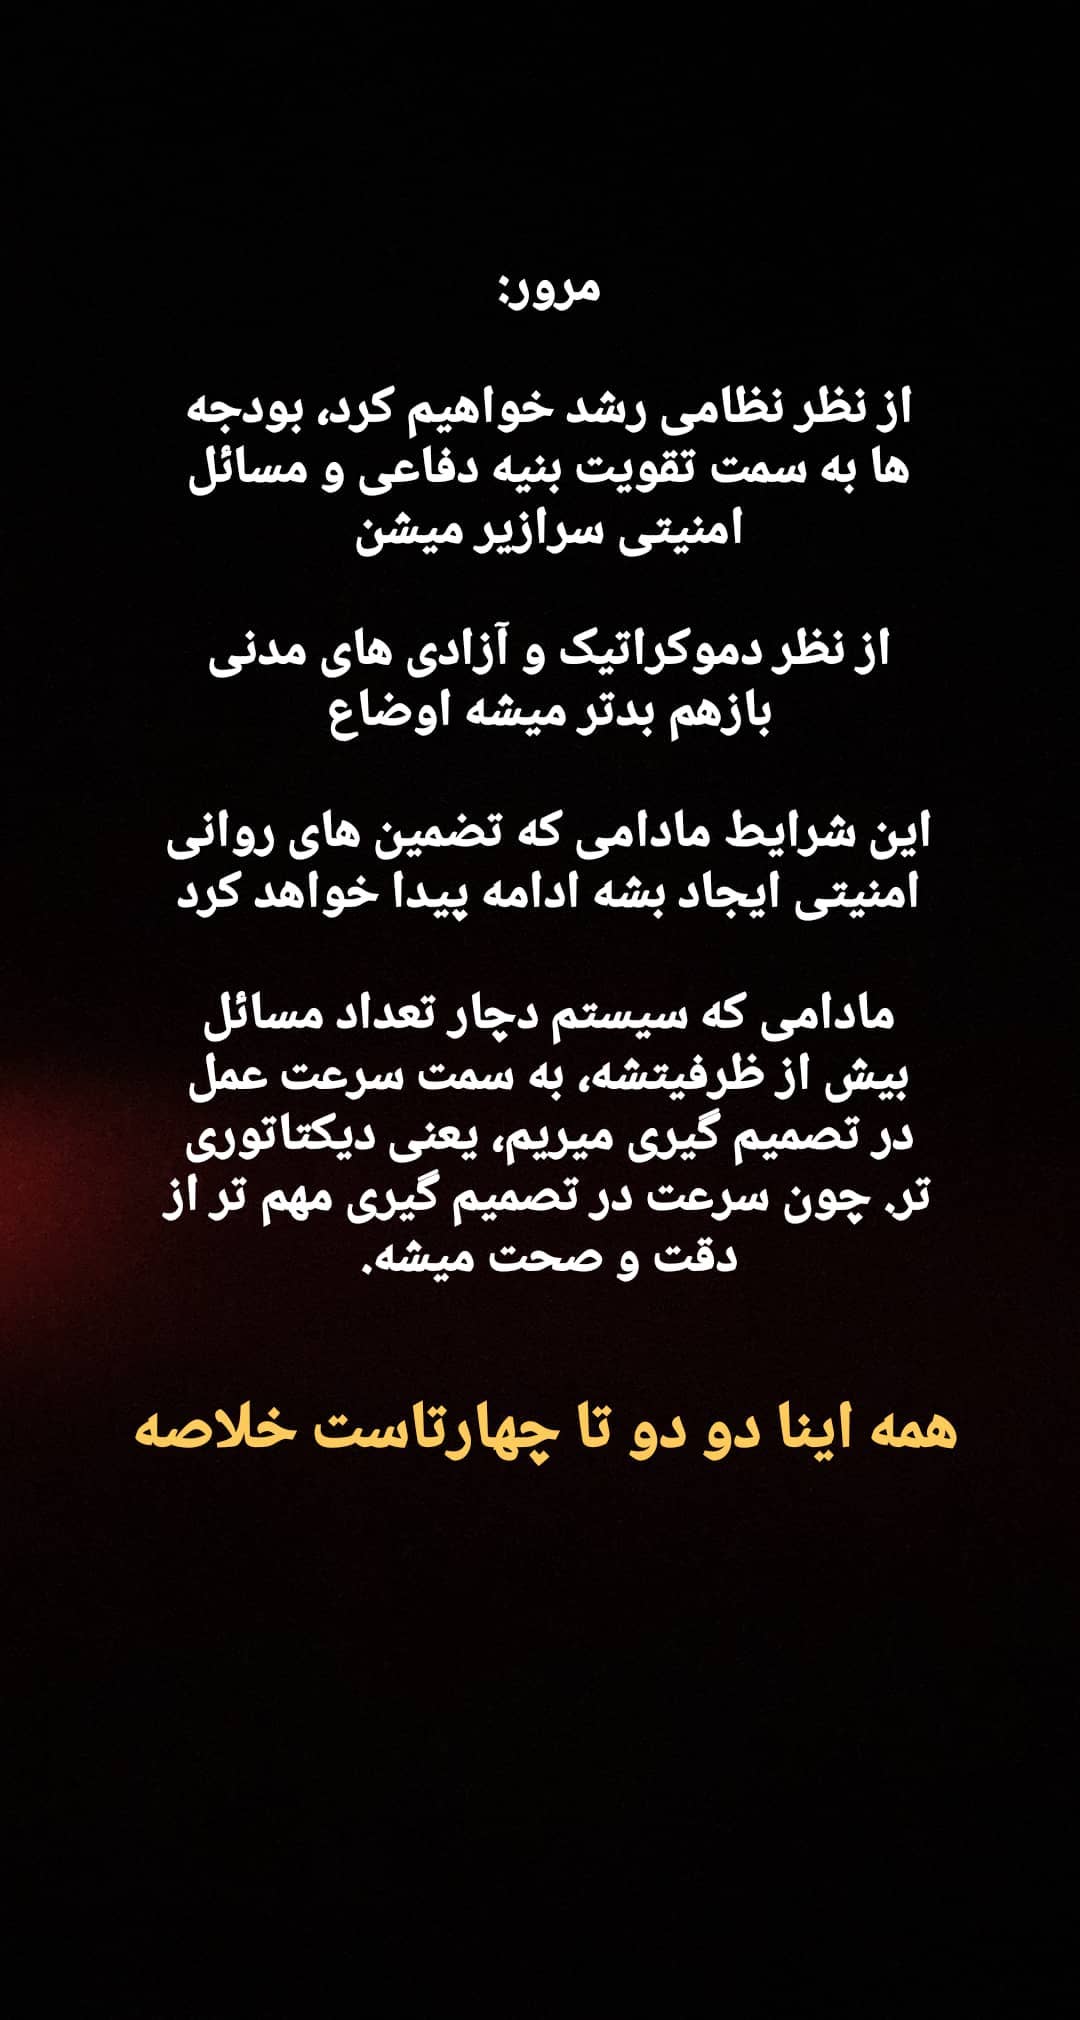 مرور:
از نظر نظامی رشد خواهیم کرد، بودجه
ها به سمت تقویت بنیه دفاعی و مسائل
امنیتی سرازیر میشن
از نظر دموکراتیک و آزادی های مدنی
بازهم بدتر میشه اوضاع
این شرایط مادامی که تضمین های روانی
امنیتی ایجاد بشه ادامه پیدا خواهد کرد
مادامی که سیستم دچار تعداد مسائل
بیش از ظرفیتشه، به سمت سرعت عمل
در تصمیم گیری میریم، یعنی دیکتاتوری
تر. چون سرعت در تصمیم گیری مهم تر از
دقت و صحت میشه.
همه اینا دو دو تا چهارتاست خلاصه